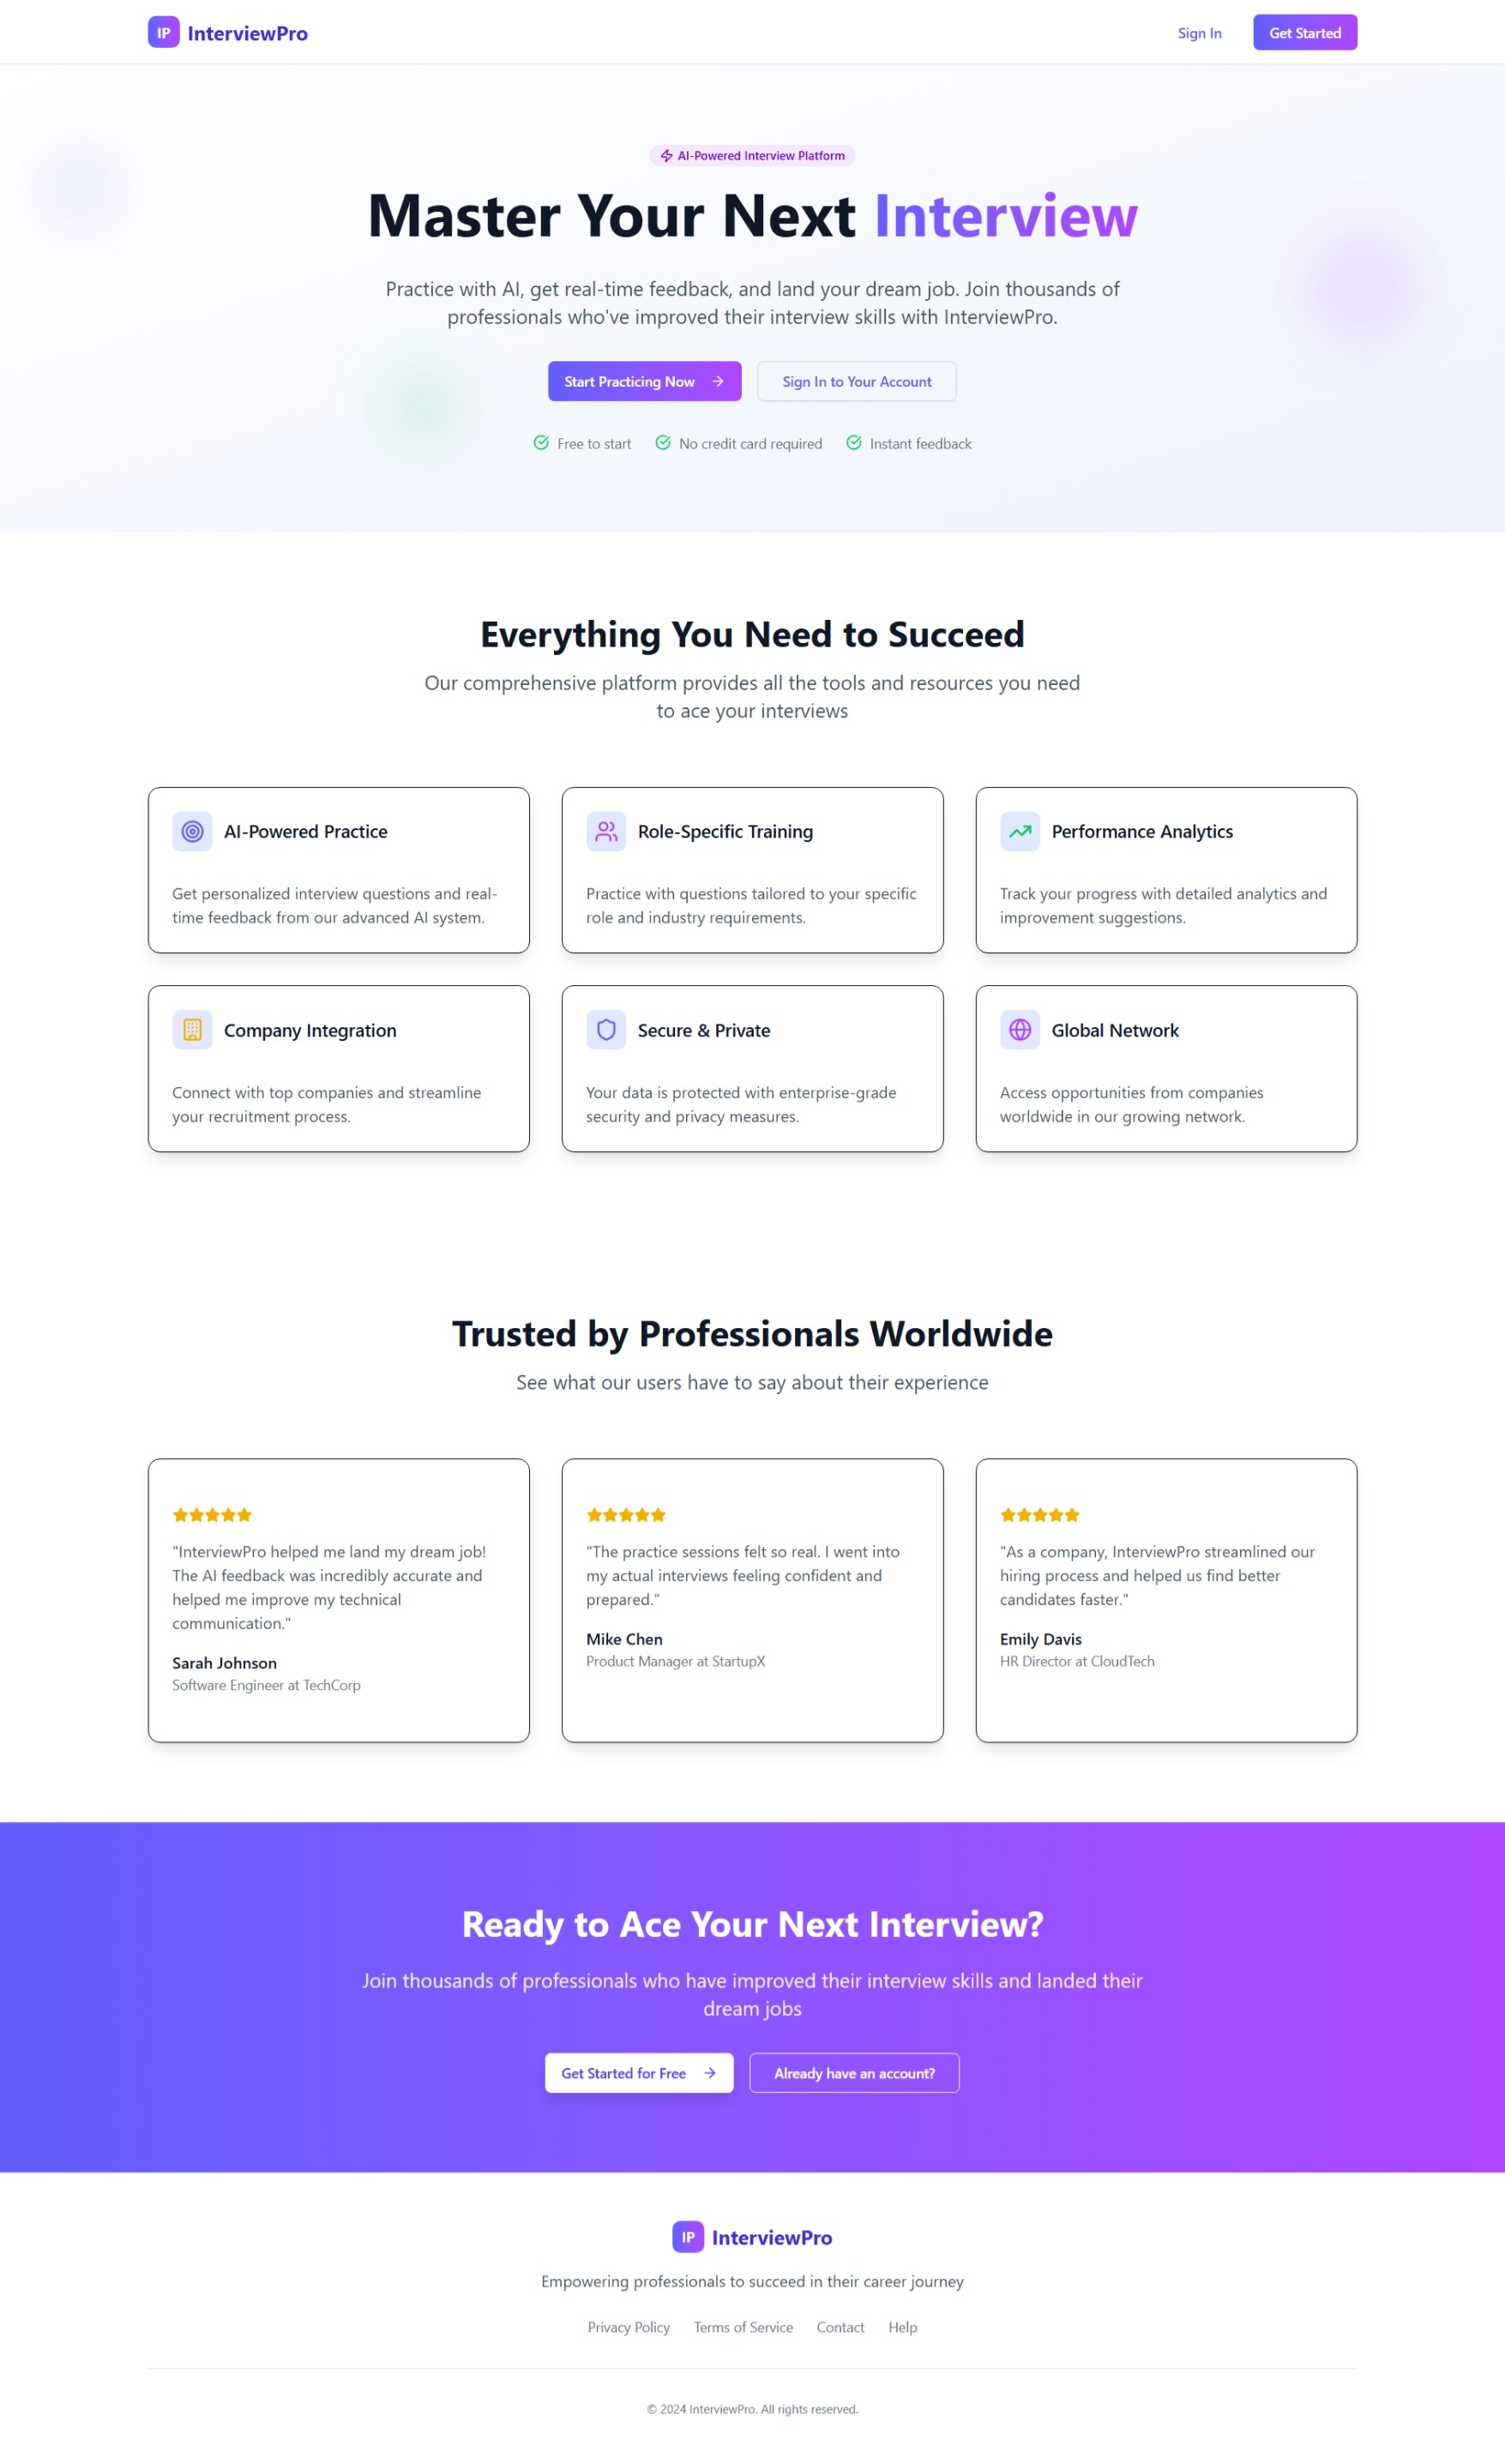 IP InterviewPro
Sign In
Get Started
AI-Powered Interview Platform
Master Your Next Interview
Practice with AI, get real-time feedback, and land your dream job. Join thousands of
professionals who've improved their interview skills with InterviewPro.
Start Practicing Now
Sign In to Your Account
Free to start
No credit card required
Instant feedback
Everything You Need to Succeed
Our comprehensive platform provides all the tools and resources you need
to ace your interviews
AI-Powered Practice
Get personalized interview questions and real-
time feedback from our advanced AI system.
Role-Specific Training
Practice with questions tailored to your specific
role and industry requirements.
Performance Analytics
Track your progress with detailed analytics and
improvement suggestions.
Company Integration
Connect with top companies and streamline
your recruitment process.
Secure & Private
Your data is protected with enterprise-grade
security and privacy measures.
Global Network
Access opportunities from companies
worldwide in our growing network.
Trusted by Professionals Worldwide
See what our users have to say about their experience
"InterviewPro helped me land my dream job!
The AI feedback was incredibly accurate and
helped me improve my technical
communication."
Sarah Johnson
Software Engineer at TechCorp
"The practice sessions felt so real. I went into
my actual interviews feeling confident and
prepared."
Mike Chen
Product Manager at StartupX
"As a company, InterviewPro streamlined our
hiring process and helped us find better
candidates faster."
Emily Davis
HR Director at CloudTech
Ready to Ace Your Next Interview?
Join thousands of professionals who have improved their interview skills and landed their
dream jobs
Get Started for Free
Already have an account?
IP InterviewPro
Empowering professionals to succeed in their career journey
Privacy Policy
Terms of Service
Contact
Help
© 2024 InterviewPro. All rights reserved.